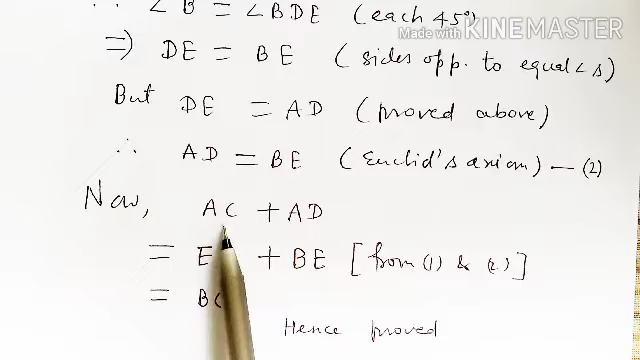 ∴ ∠B = ∠BDE (each 45°)
Made with KINEMASTER
⇒ DE = BE (sides opp. to equal ∠s)
But DE = AD (proved above)
∴ AD = BE (Euclid's axiom) — (2)
Now, AC + AD
= E + BE [from (1) & (2)]
= BC
Hence proved